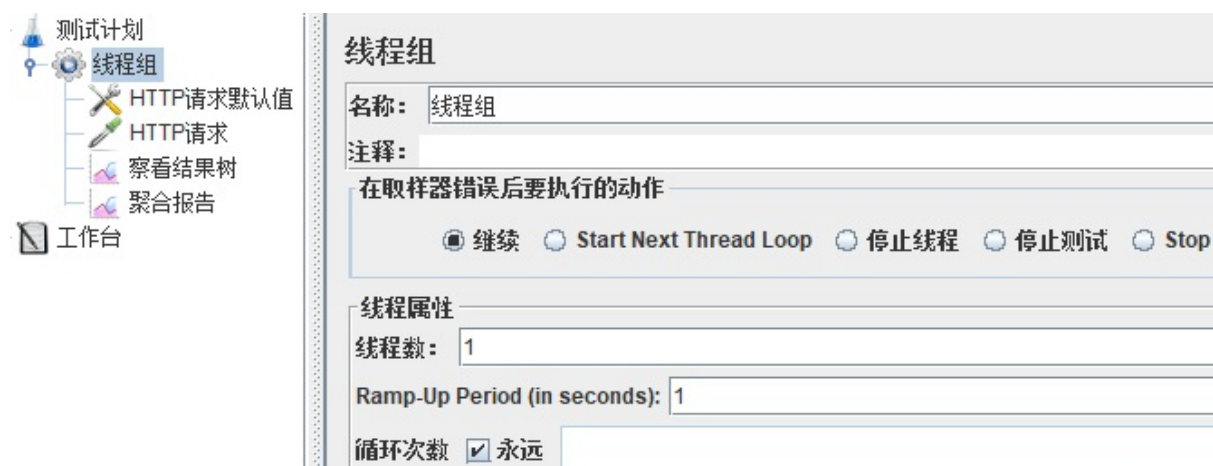 测试计划
线程组
HTTP请求默认值
HTTP请求
察看结果树
聚合报告
工作台
线程组
名称： 线程组
注释：
在取样器错误后要执行的动作
继续 Start Next Thread Loop 停止线程 停止测试 Stop
线程属性
线程数： 1
Ramp-Up Period (in seconds): 1
循环次数 永远